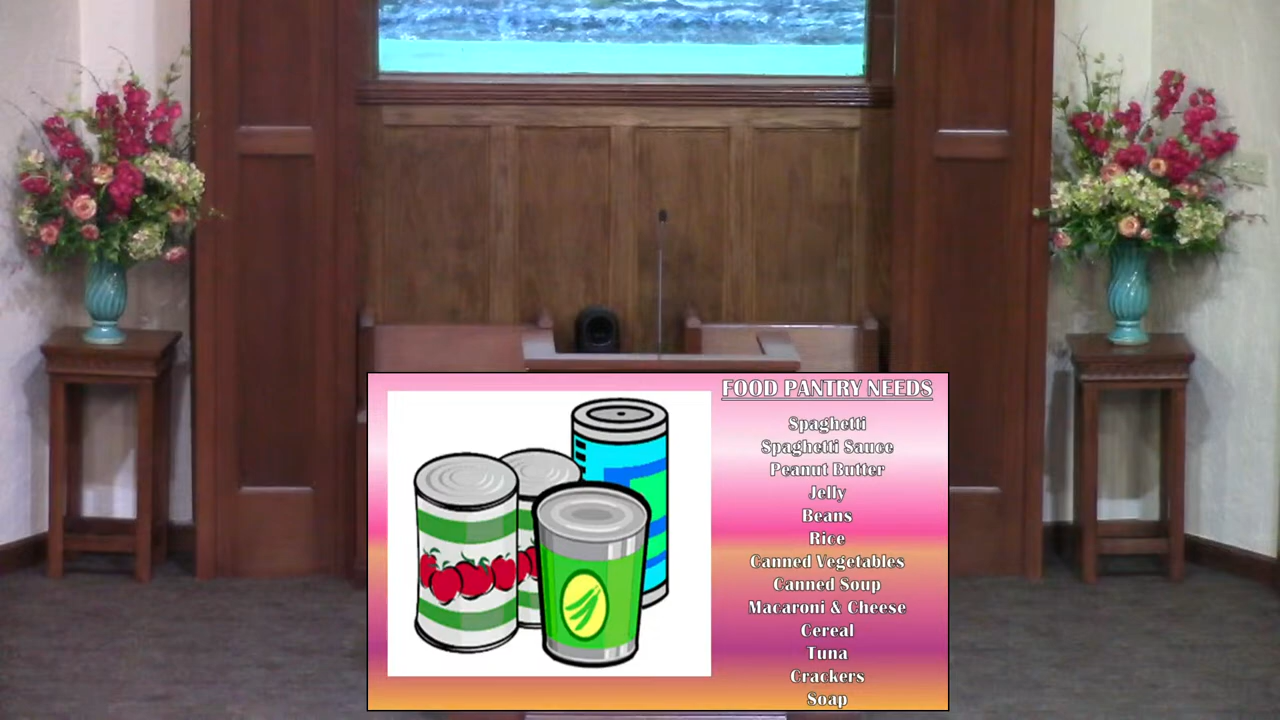 FOOD PANTRY NEEDS
Spaghetti
Spaghetti Sauce
Peanut Butter
Jelly
Beans
Rice
Canned Vegetables
Canned Soup
Macaroni & Cheese
Cereal
Tuna
Crackers
Soap